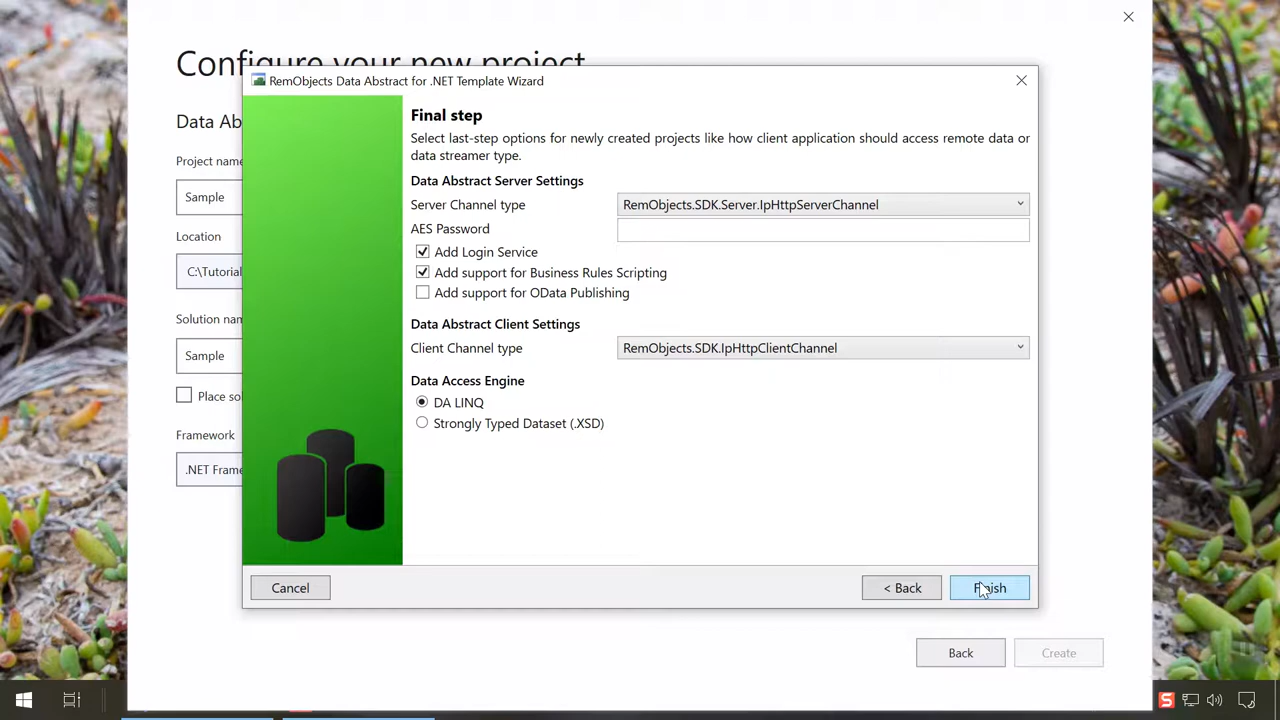 Configure your new project
RemObjects Data Abstract for .NET Template Wizard
Data Ab
Project name
Sample
Location
C:\Tutorial
Solution nam
Sample
Place so
Framework
.NET Frame
Final step
Select last-step options for newly created projects like how client application should access remote data or
data streamer type.
Data Abstract Server Settings
Server Channel type
RemObjects.SDK.Server.IpHttpServerChannel
AES Password
Add Login Service
Add support for Business Rules Scripting
Add support for OData Publishing
Data Abstract Client Settings
Client Channel type
RemObjects.SDK.IpHttpClientChannel
Data Access Engine
DA LINQ
Strongly Typed Dataset (.XSD)
Cancel
< Back
Finish
Back
Create